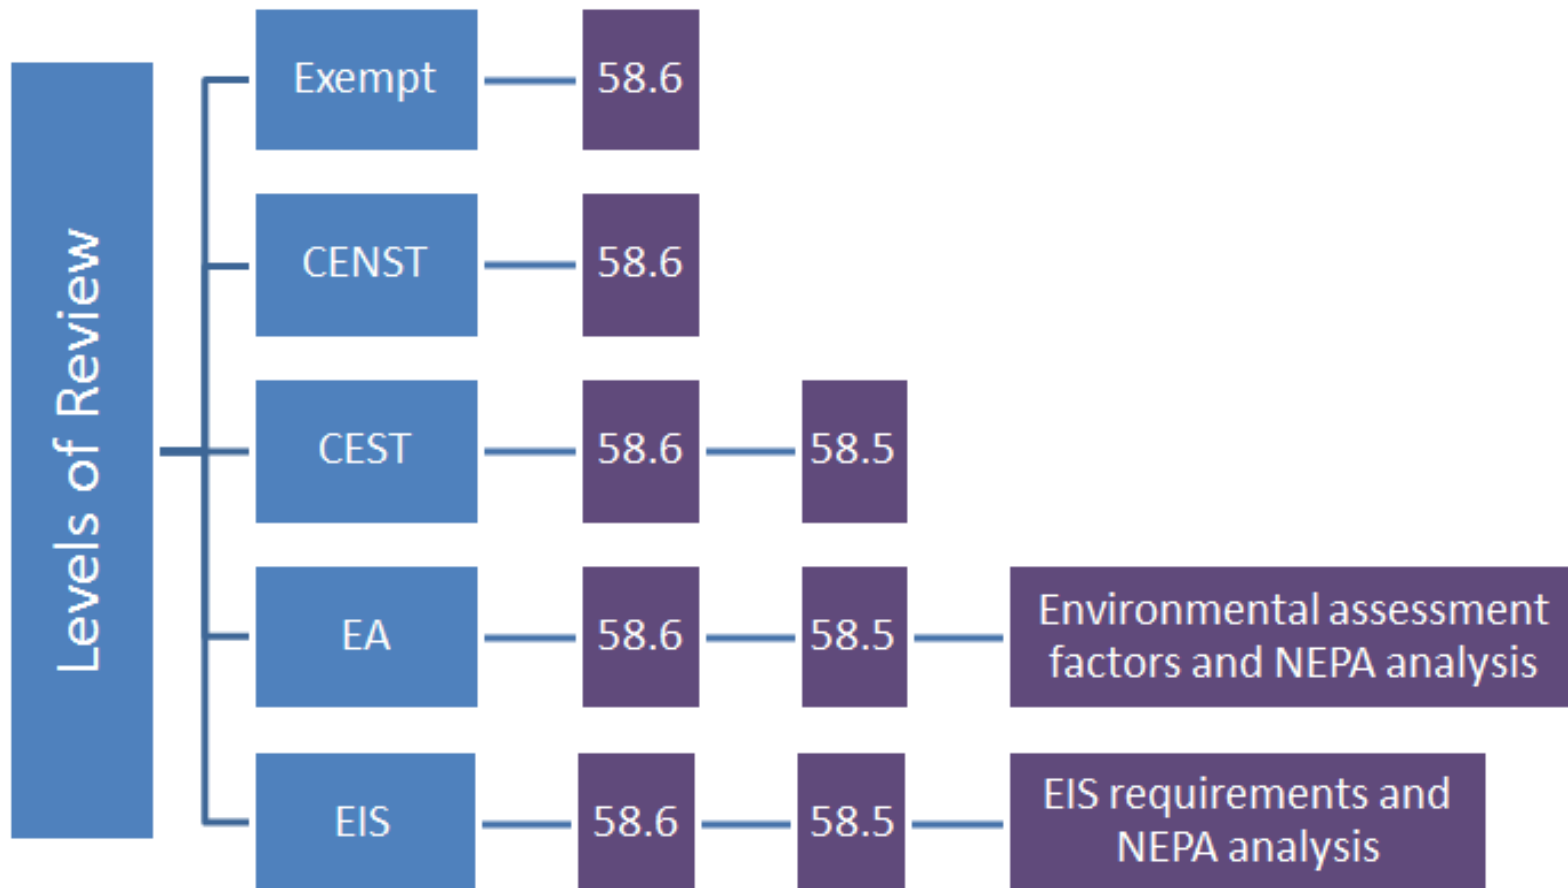 Levels of Review
Exempt
58.6
CENST
58.6
CEST
58.6
58.5
EA
58.6
58.5
Environmental assessment
factors and NEPA analysis
EIS
58.6
58.5
EIS requirements and
NEPA analysis